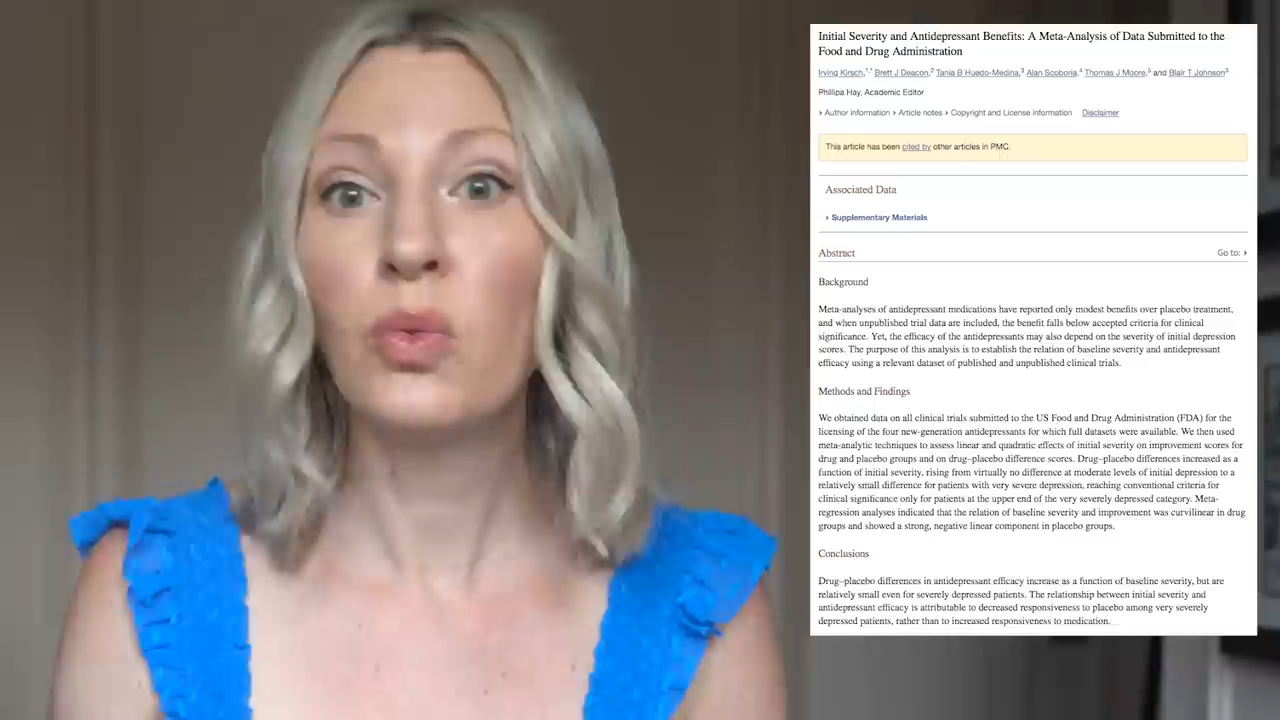 Initial Severity and Antidepressant Benefits: A Meta-Analysis of Data Submitted to the
Food and Drug Administration
Irving Kirsch,1,* Brett J Deacon,2 Tania B Huedo-Medina,3 Alan Scoboria,4 Thomas J Moore,5 and Blair T Johnson3
Phillipa Hay, Academic Editor
Author information Article notes Copyright and License information Disclaimer
This article has been cited by other articles in PMC.
Associated Data
Supplementary Materials
Abstract
Go to:
Background
Meta-analyses of antidepressant medications have reported only modest benefits over placebo treatment,
and when unpublished trial data are included, the benefit falls below accepted criteria for clinical
significance. Yet, the efficacy of the antidepressants may also depend on the severity of initial depression
scores. The purpose of this analysis is to establish the relation of baseline severity and antidepressant
efficacy using a relevant dataset of published and unpublished clinical trials.
Methods and Findings
We obtained data on all clinical trials submitted to the US Food and Drug Administration (FDA) for the
licensing of the four new-generation antidepressants for which full datasets were available. We then used
meta-analytic techniques to assess linear and quadratic effects of initial severity on improvement scores for
drug and placebo groups and on drug–placebo difference scores. Drug–placebo differences increased as a
function of initial severity, rising from virtually no difference at moderate levels of initial depression to a
relatively small difference for patients with very severe depression, reaching conventional criteria for
clinical significance only for patients at the upper end of the very severely depressed category. Meta-
regression analyses indicated that the relation of baseline severity and improvement was curvilinear in drug
groups and showed a strong, negative linear component in placebo groups.
Conclusions
Drug–placebo differences in antidepressant efficacy increase as a function of baseline severity, but are
relatively small even for severely depressed patients. The relationship between initial severity and
antidepressant efficacy is attributable to decreased responsiveness to placebo among very severely
depressed patients, rather than to increased responsiveness to medication.